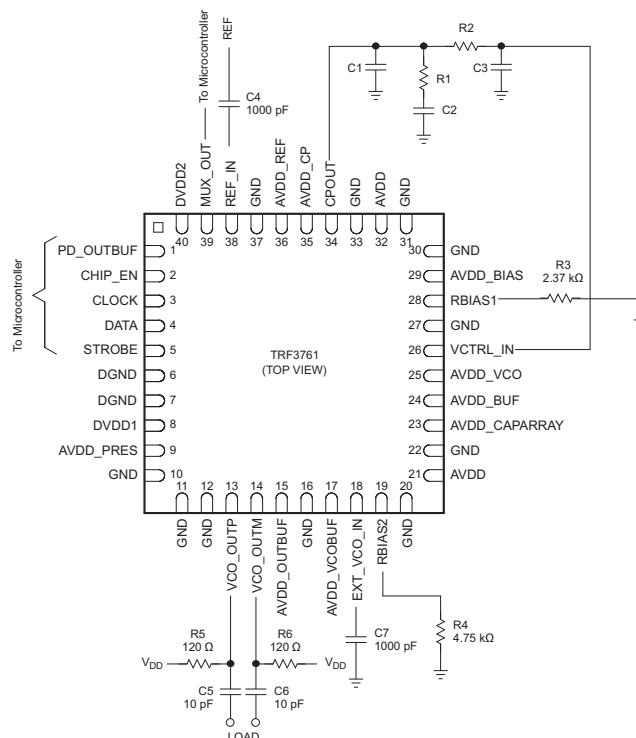 To Microcontroller
REF
C4
1000 pF
R2
C1
R1
C3
C2
DVDD2
MUX_OUT
REF_IN
GND
AVDD_REF
AVDD_CP
CPOUT
GND
AVDD
GND
40
39
38
37
36
35
34
33
32
31
To Microcontroller
PD_OUTBUF 1
CHIP_EN 2
CLOCK 3
DATA 4
STROBE 5
DGND 6
DGND 7
DVDD1 8
AVDD_PRES 9
GND 10
TRF3761
(TOP VIEW)
30 GND
29 AVDD_BIAS
28 RBIAS1
27 GND
26 VCTRL_IN
25 AVDD_VCO
24 AVDD_BUF
23 AVDD_CAPARRAY
22 GND
21 AVDD
R3
2.37 kΩ
11
12
13
14
15
16
17
18
19
20
GND
GND
VCO_OUTP
VCO_OUTM
AVDD_OUTBUF
GND
AVDD_VCOBUF
EXT_VCO_IN
RBIAS2
GND
R5
120 Ω
R6
120 Ω
VDD
VDD
C7
1000 pF
R4
4.75 kΩ
C5
10 pF
C6
10 pF
LOAD